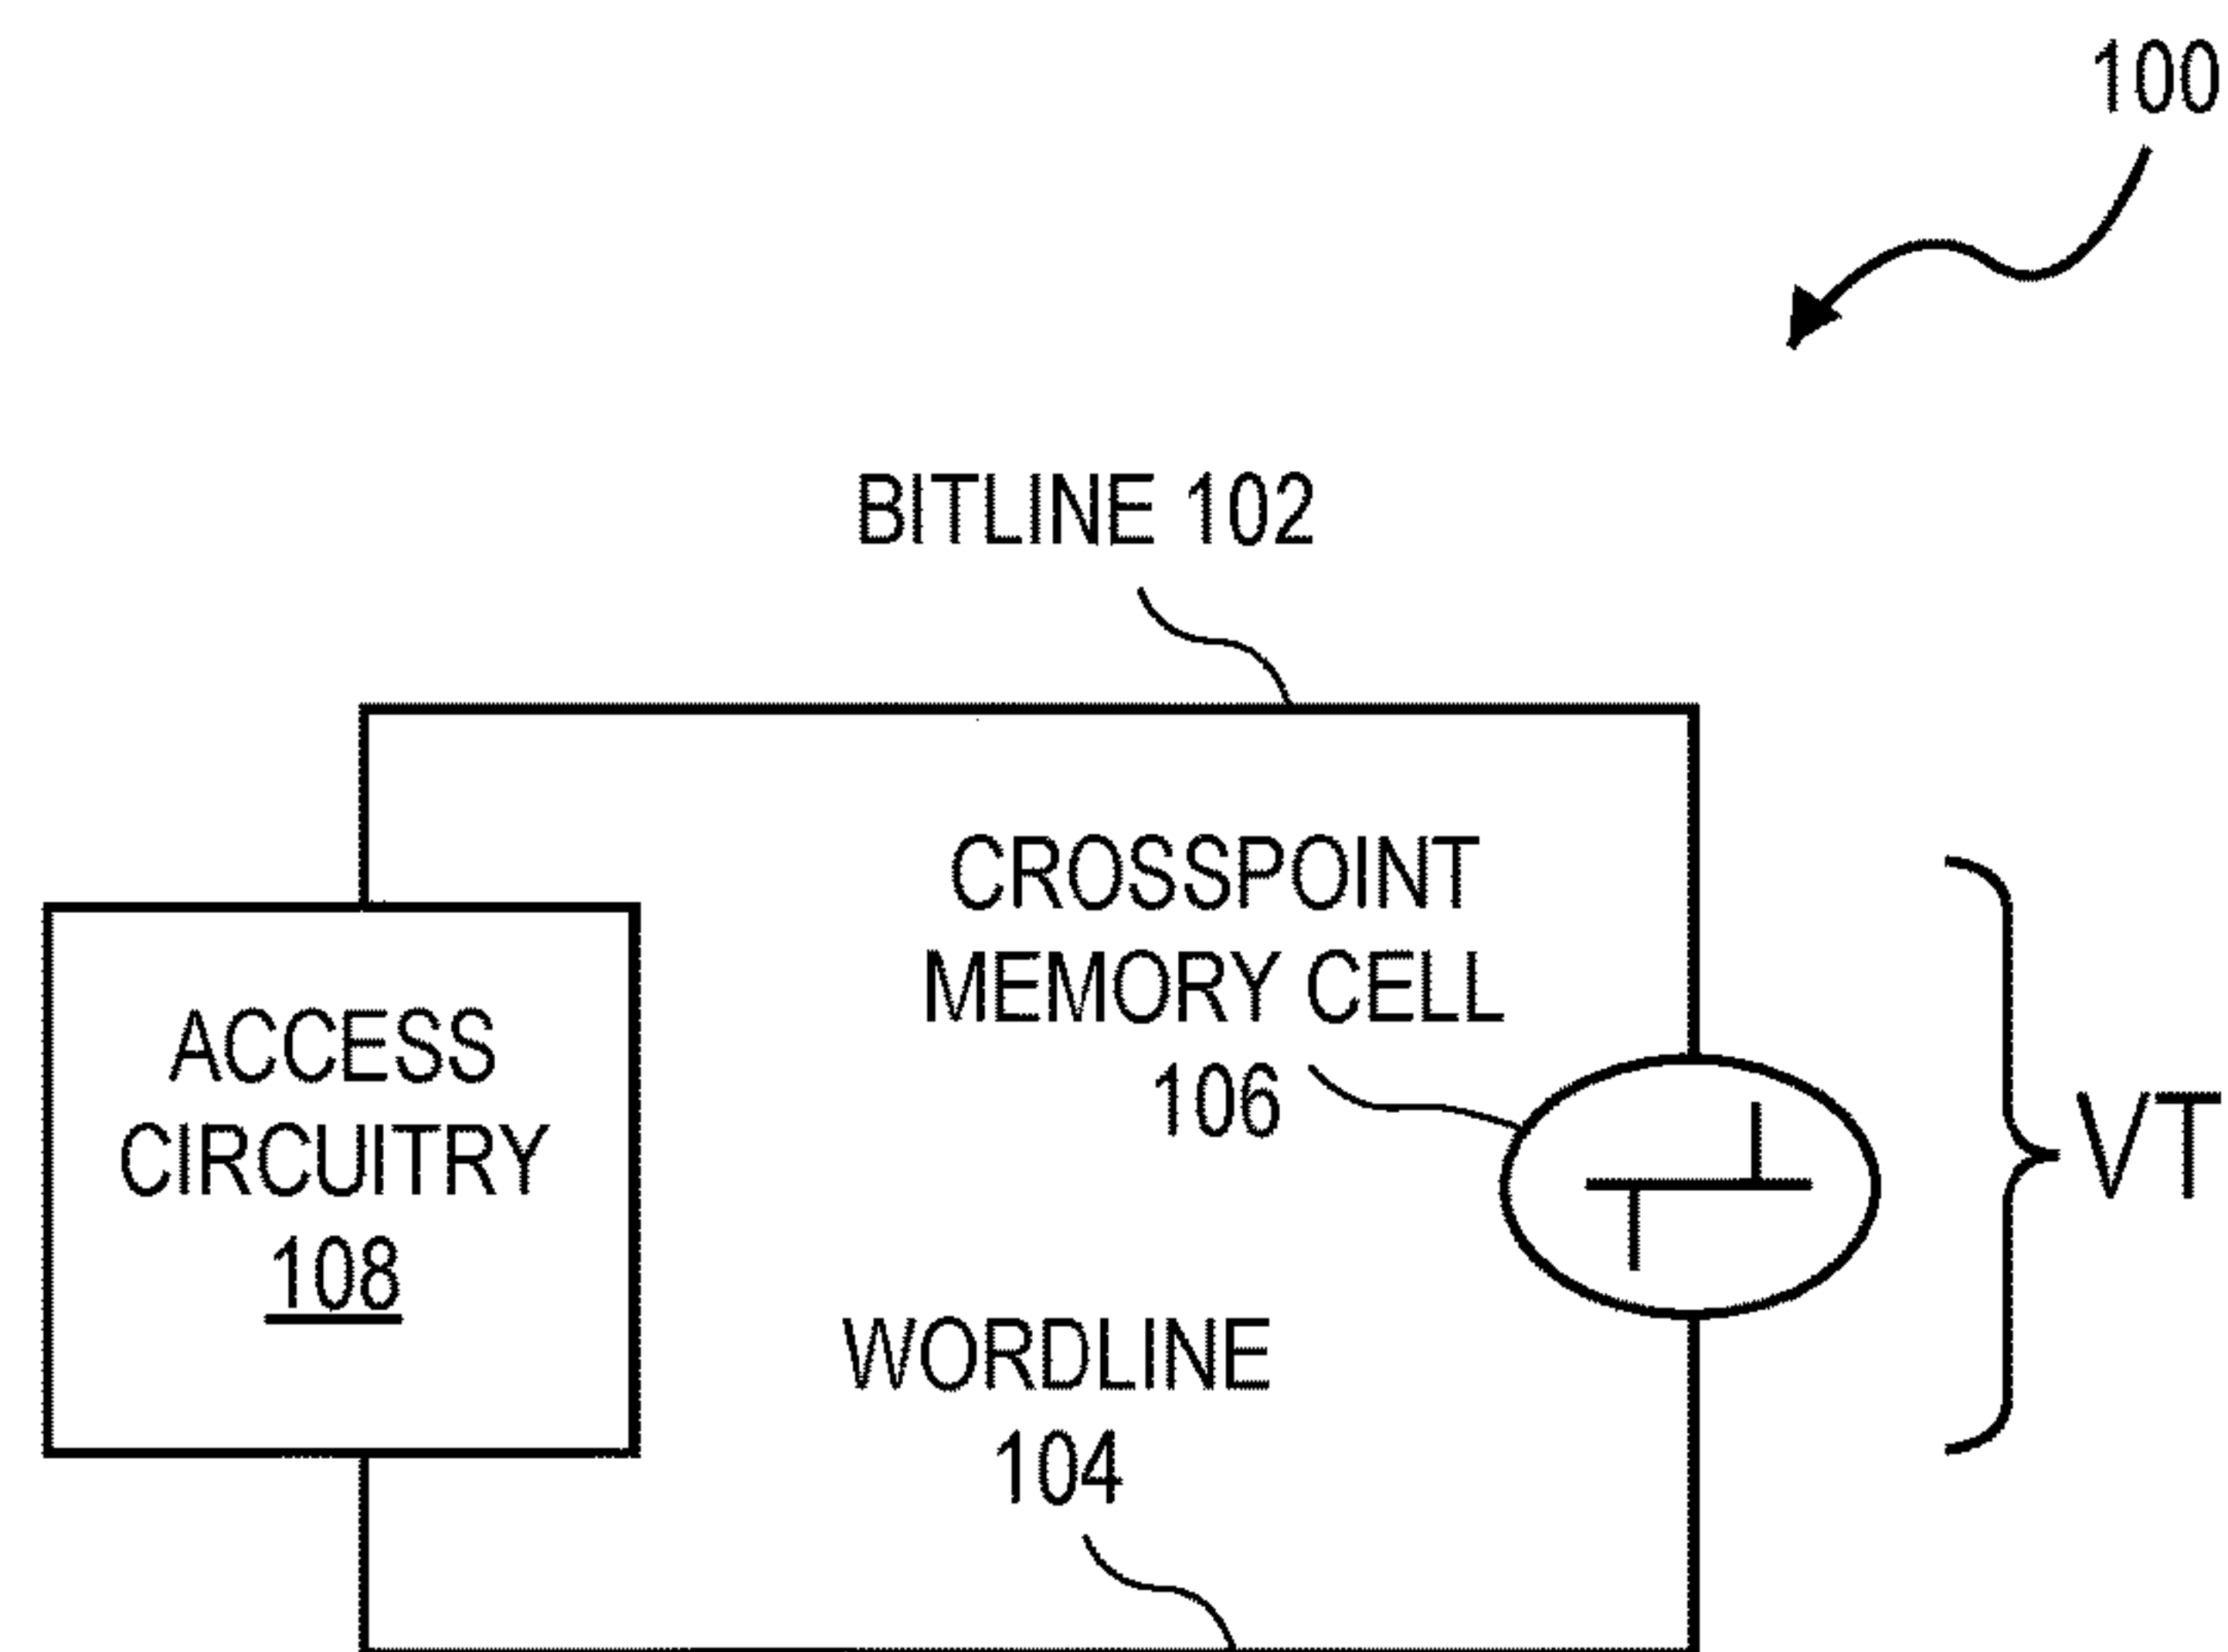 100
BITLINE 102
CROSSPOINT
MEMORY CELL
106
ACCESS
CIRCUITRY
108
VT
WORDLINE
104